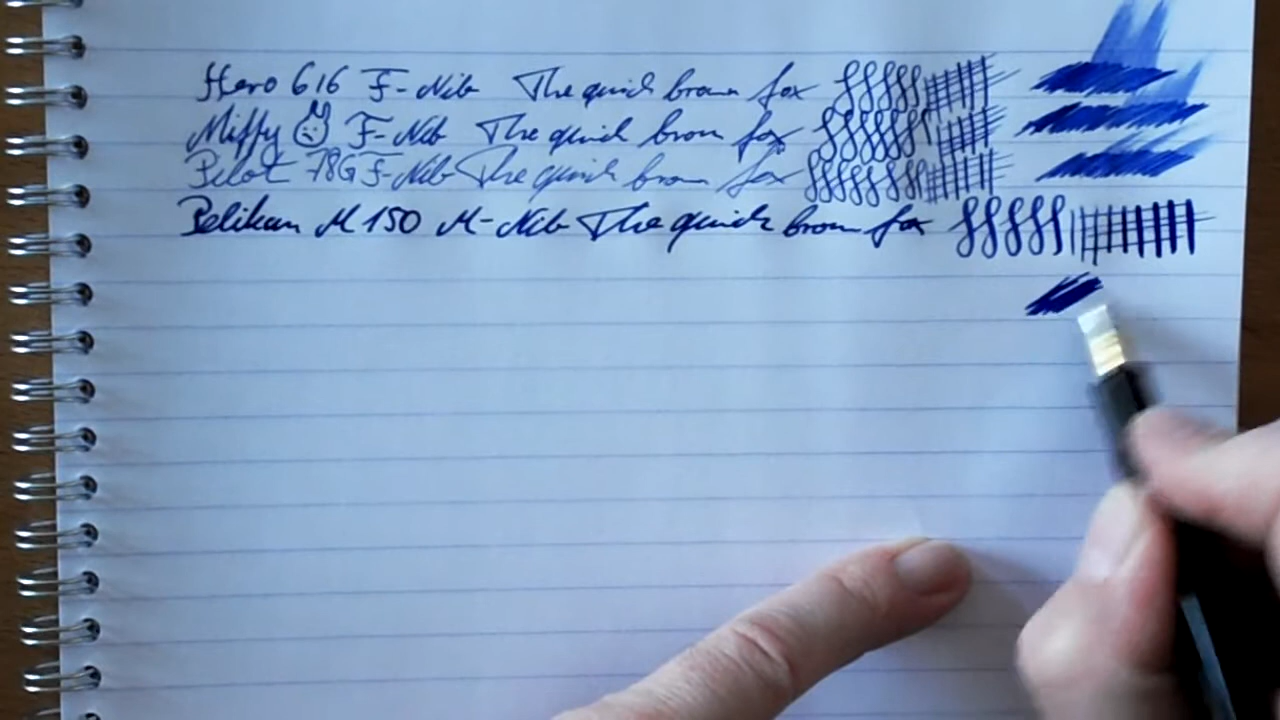 Hero 616 F-Nib The quick brown fox
Miffy F-Nib The quick brown fox
Pilot 78G F-Nib The quick brown fox
Pelikan M150 M-Nib The quick brown fox